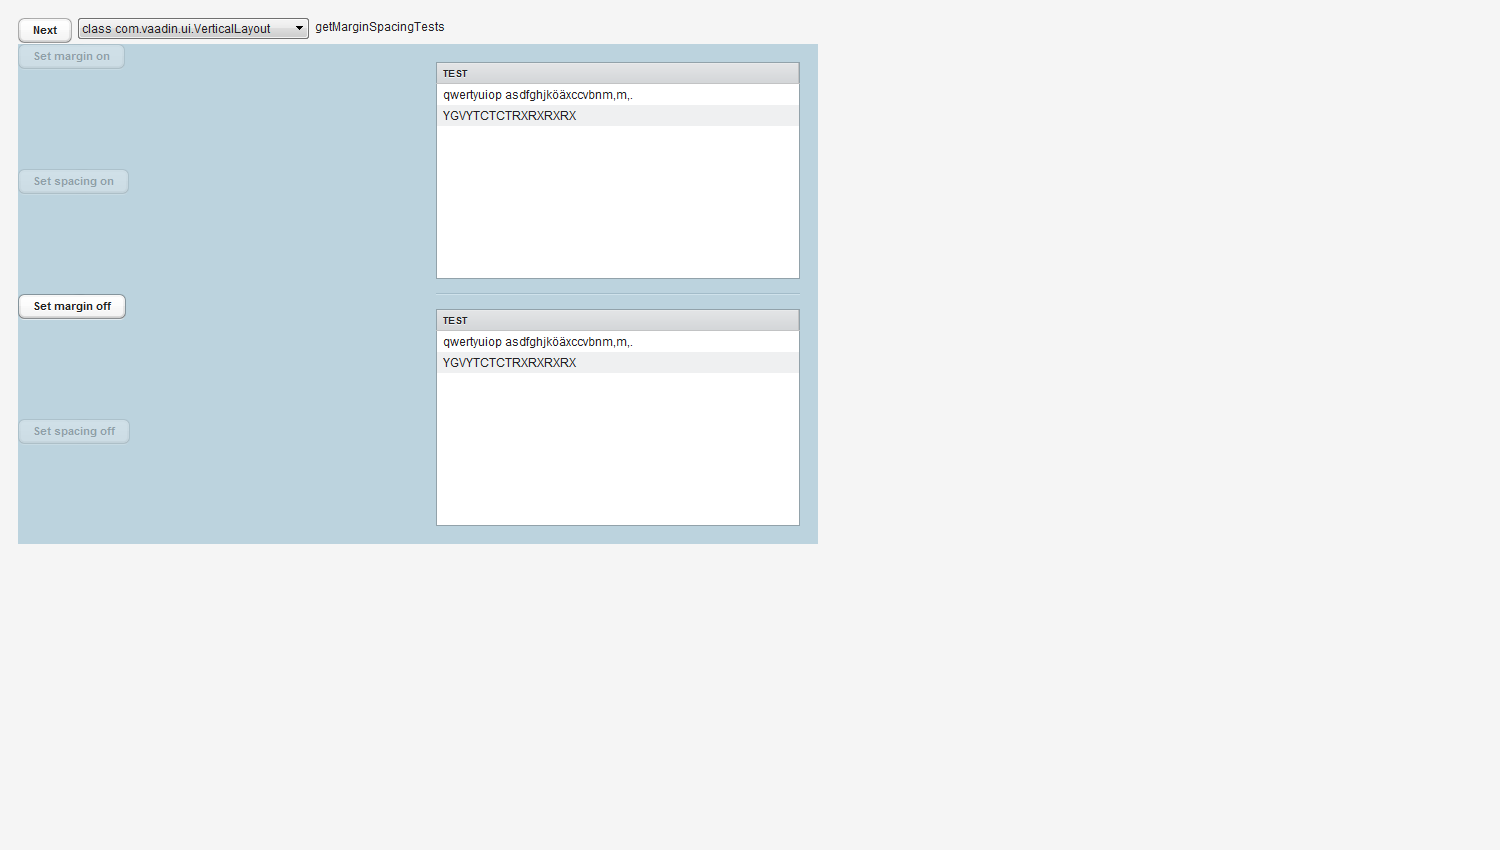 Next class com.vaadin.ui.VerticalLayout getMarginSpacingTests
Set margin on
TEST
qwertyuiop asdfghjköäxccvbnm,m,.
YGVYTCTCTRXRXRXRX
Set spacing on
Set margin off
TEST
qwertyuiop asdfghjköäxccvbnm,m,.
YGVYTCTCTRXRXRXRX
Set spacing off